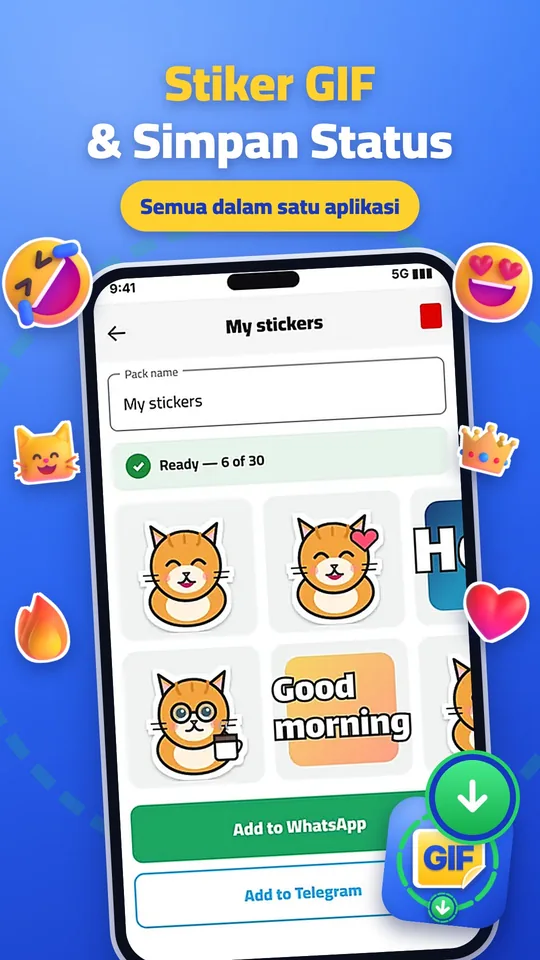 Stiker GIF
& Simpan Status
Semua dalam satu aplikasi
9:41
5G
My stickers
Pack name
My stickers
Ready — 6 of 30
Good
morning
Add to WhatsApp
Add to Telegram
GIF